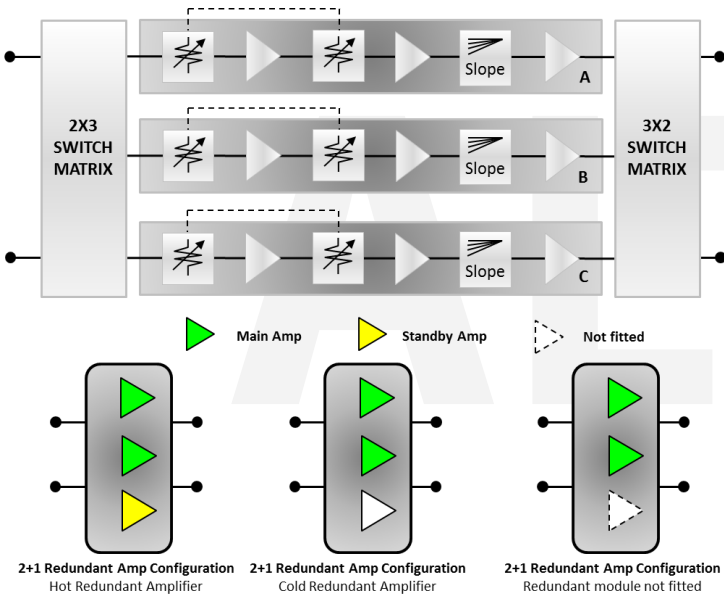 2X3
SWITCH
MATRIX
Slope
A
Slope
B
Slope
C
3X2
SWITCH
MATRIX
Main Amp
Standby Amp
Not fitted
2+1 Redundant Amp Configuration
Hot Redundant Amplifier
2+1 Redundant Amp Configuration
Cold Redundant Amplifier
2+1 Redundant Amp Configuration
Redundant module not fitted